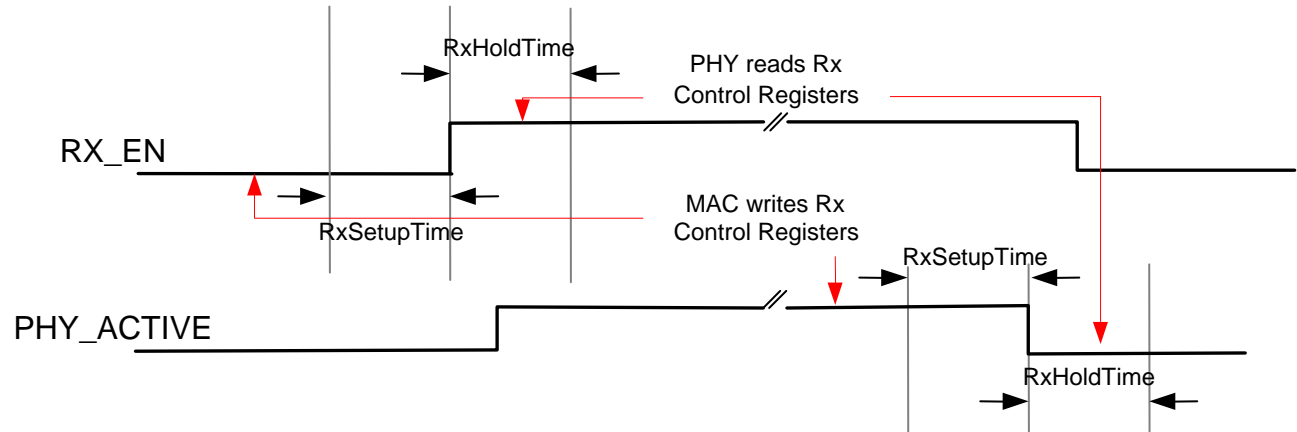 RxHoldTime
PHY reads Rx
Control Registers
RX_EN
RxSetupTime
MAC writes Rx
Control Registers
RxSetupTime
PHY_ACTIVE
RxHoldTime